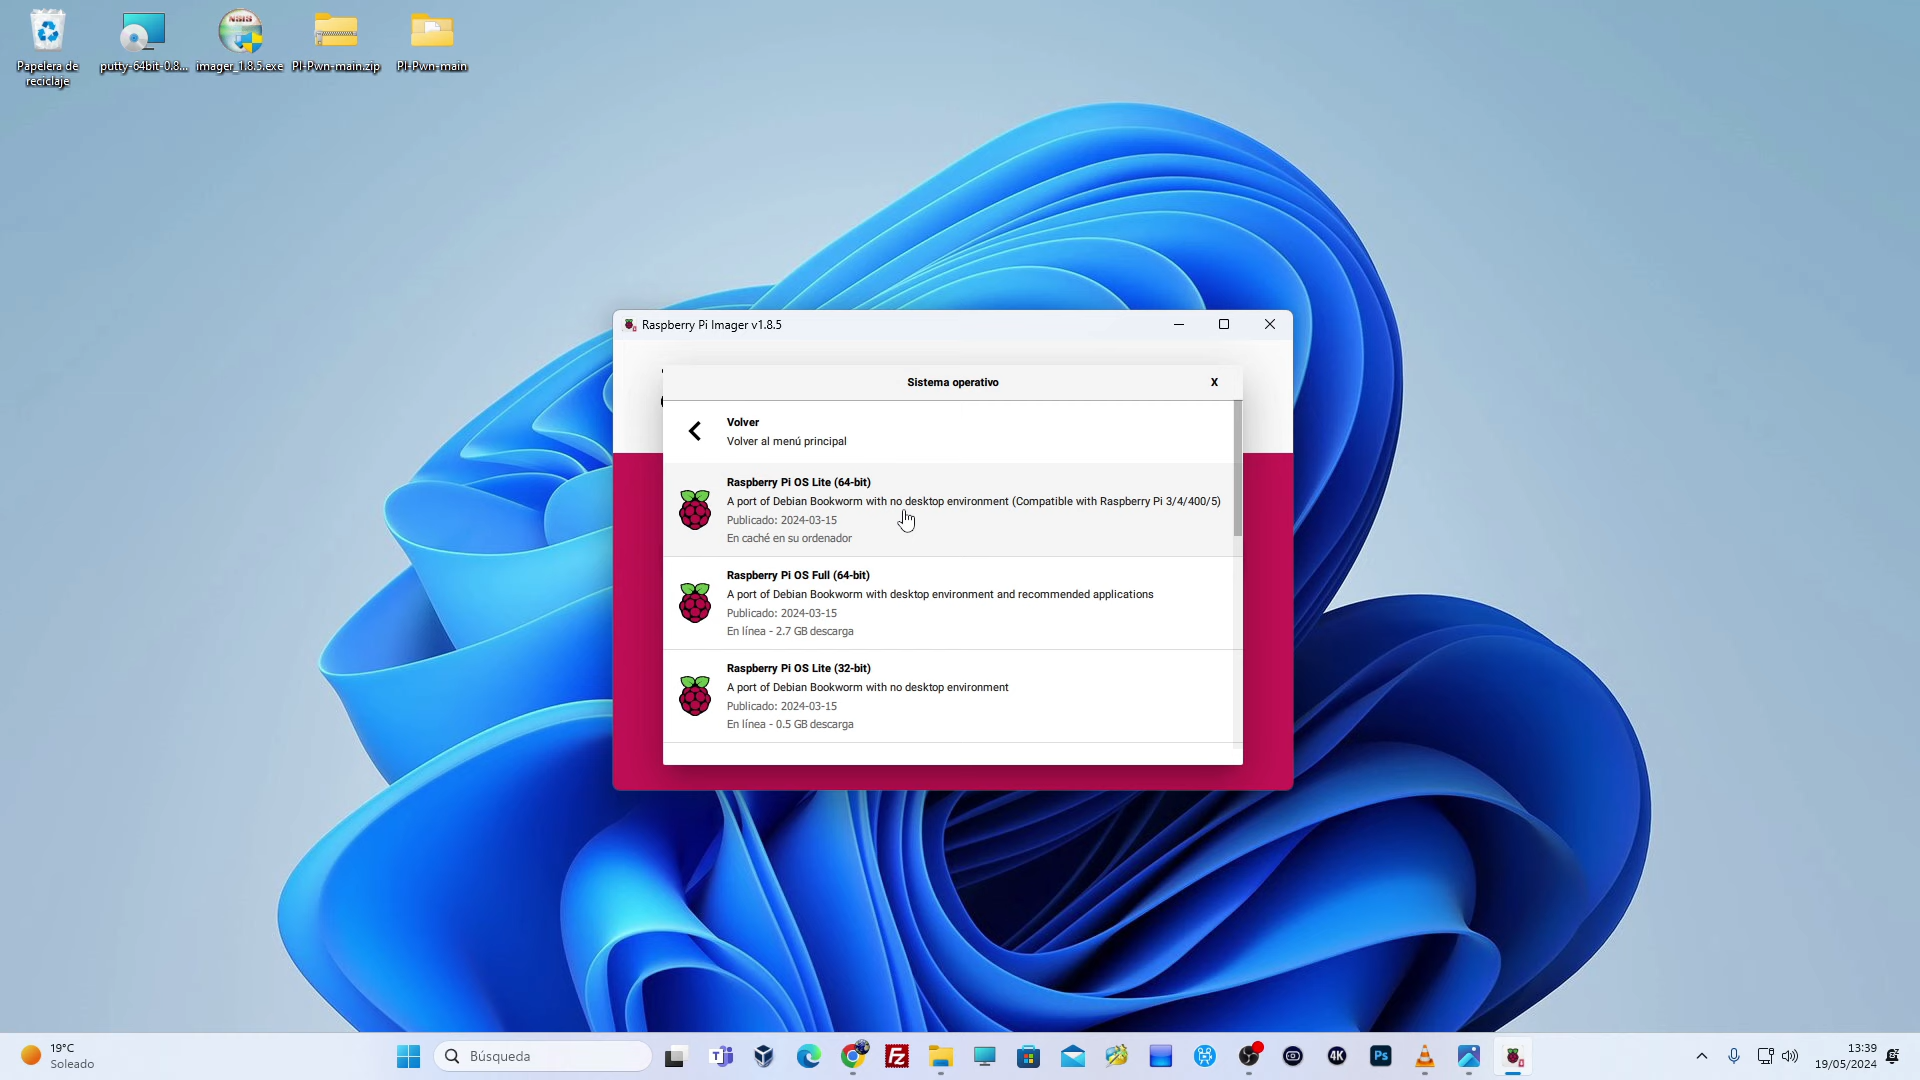 Papelera de
reciclaje
putty-64bit-0.8...
imager_1.8.5.exe
PI-Pwn-main.zip
PI-Pwn-main
NSIS
Raspberry Pi Imager v1.8.5
Sistema operativo
X
Volver
Volver al menú principal
Raspberry Pi OS Lite (64-bit)
A port of Debian Bookworm with no desktop environment (Compatible with Raspberry Pi 3/4/400/5)
Publicado: 2024-03-15
En caché en su ordenador
Raspberry Pi OS Full (64-bit)
A port of Debian Bookworm with desktop environment and recommended applications
Publicado: 2024-03-15
En línea - 2.7 GB descarga
Raspberry Pi OS Lite (32-bit)
A port of Debian Bookworm with no desktop environment
Publicado: 2024-03-15
En línea - 0.5 GB descarga
19°C
Soleado
Búsqueda
T
FZ
4K
Ps
13:39
19/05/2024